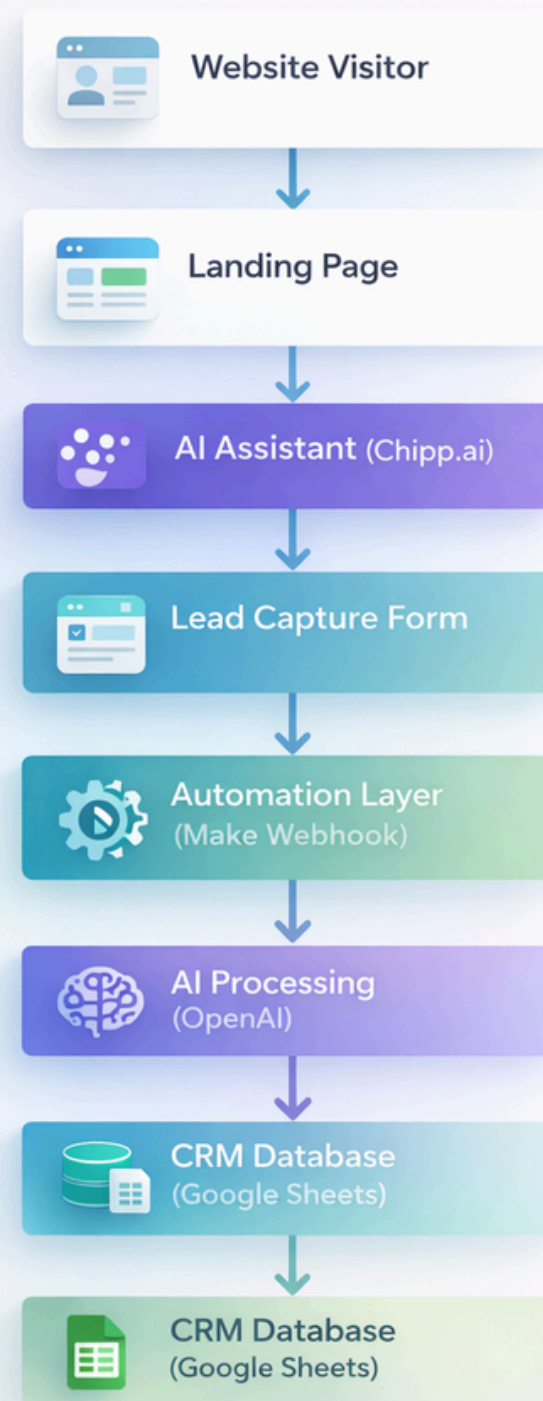 Website Visitor
Landing Page
AI Assistant (Chipp.ai)
Lead Capture Form
Automation Layer
(Make Webhook)
AI Processing
(OpenAI)
CRM Database
(Google Sheets)
CRM Database
(Google Sheets)